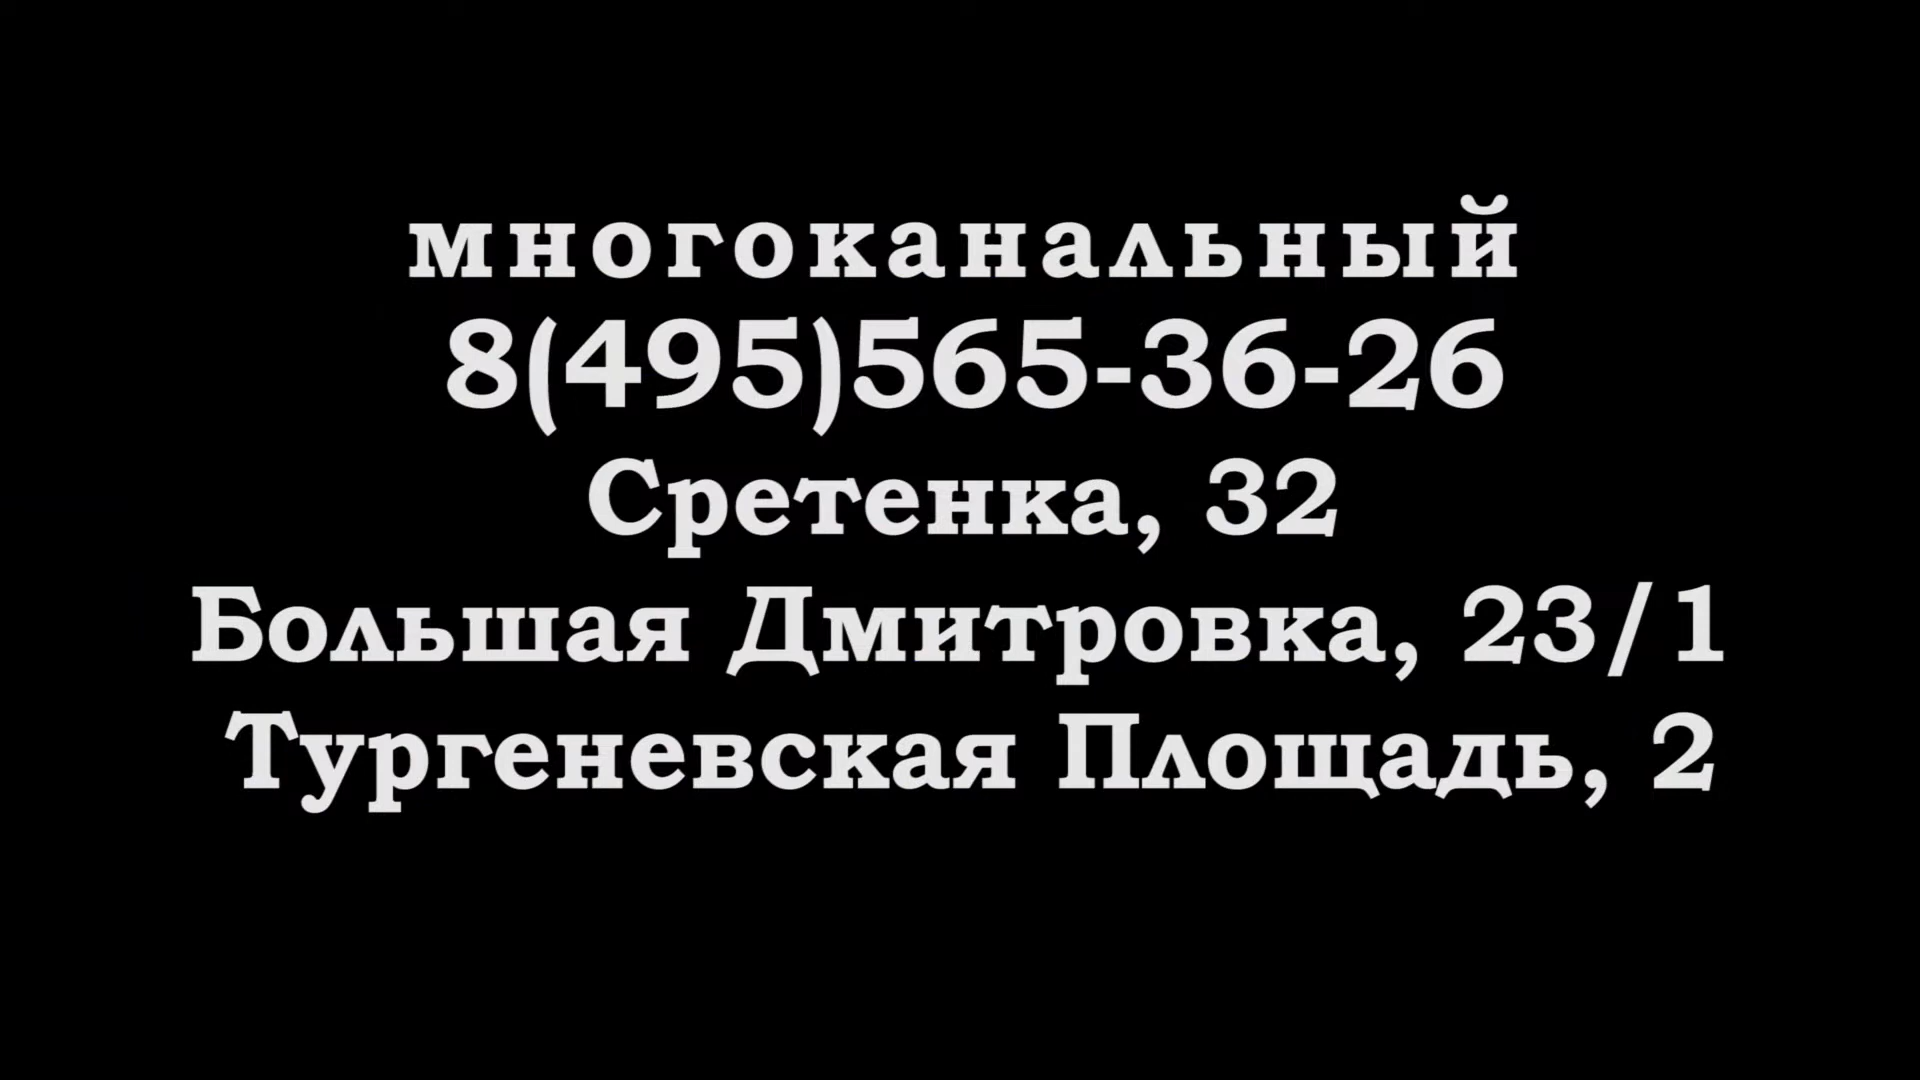 многоканальный
8(495)565-36-26
Сретенка, 32
Большая Дмитровка, 23/1
Тургеневская Площадь, 2